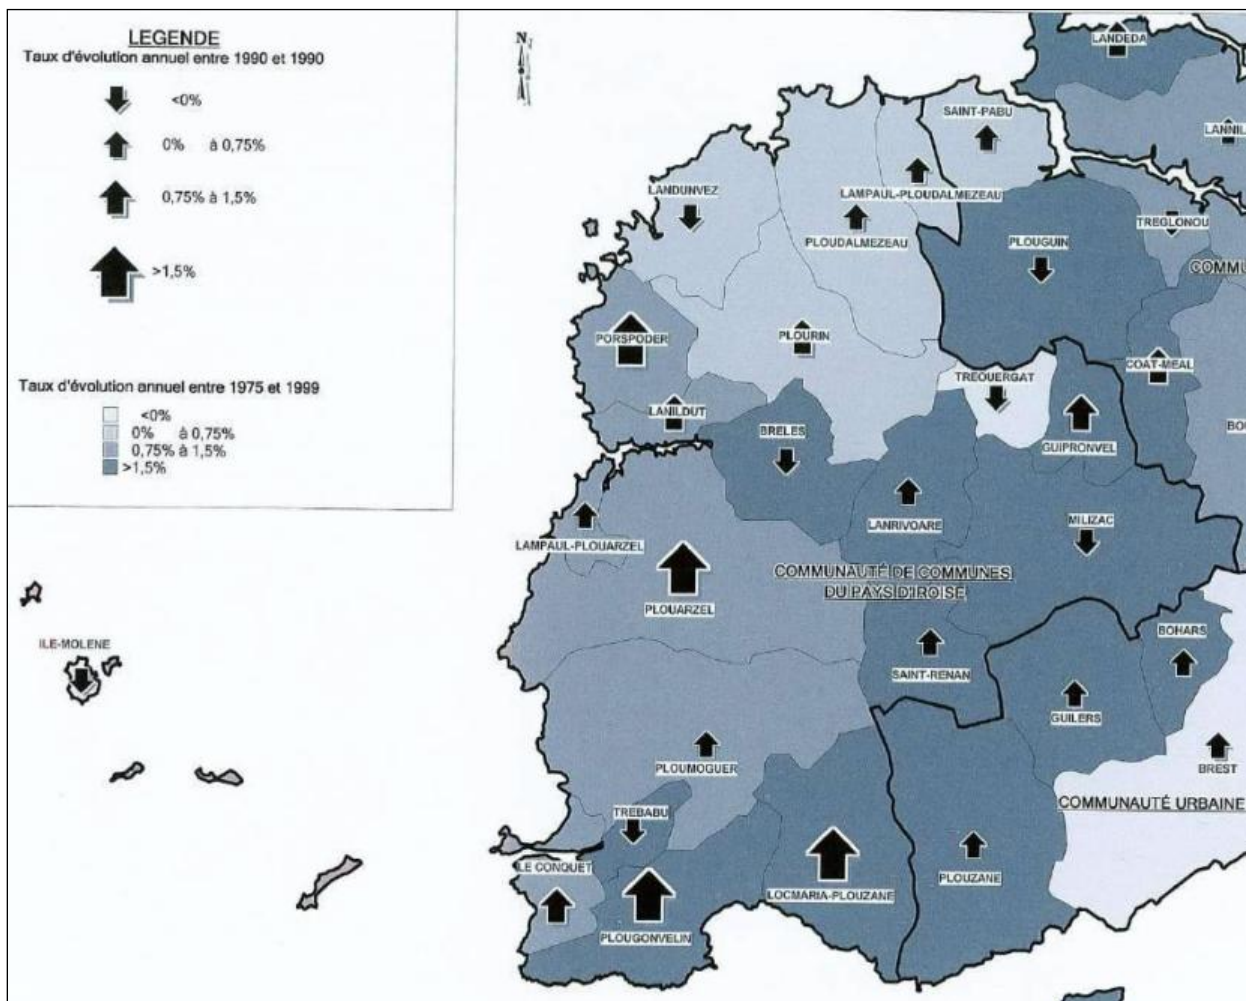 LEGENDE
Taux d'évolution annuel entre 1990 et 1990
<0%
0% à 0,75%
0,75% à 1,5%
>1,5%
Taux d'évolution annuel entre 1975 et 1999
<0%
0% à 0,75%
0,75% à 1,5%
>1,5%
N
LANDEDA
SAINT-PABU
LANNIL
LANDUNVEZ
LAMPAUL-PLOUDALMEZEAU
PLOUDALMEZEAU
PLOUGUIN
TREGLONOU
COMMU
PORSPODER
PLOURIN
COAT-MEAL
TREOUERGAT
LANILDUT
BRELES
GUIPRONVEL
BOU
LANRIVOARE
MILIZAC
LAMPAUL-PLOUARZEL
COMMUNAUTÉ DE COMMUNES
DU PAYS D'IROISE
PLOUARZEL
ILE-MOLENE
BOHARS
SAINT-RENAN
GUILERS
PLOUMOGUER
BREST
COMMUNAUTÉ URBAINE
TREBABU
LE CONQUET
PLOUZANE
LOCMARIA-PLOUZANE
PLOUGONVELIN